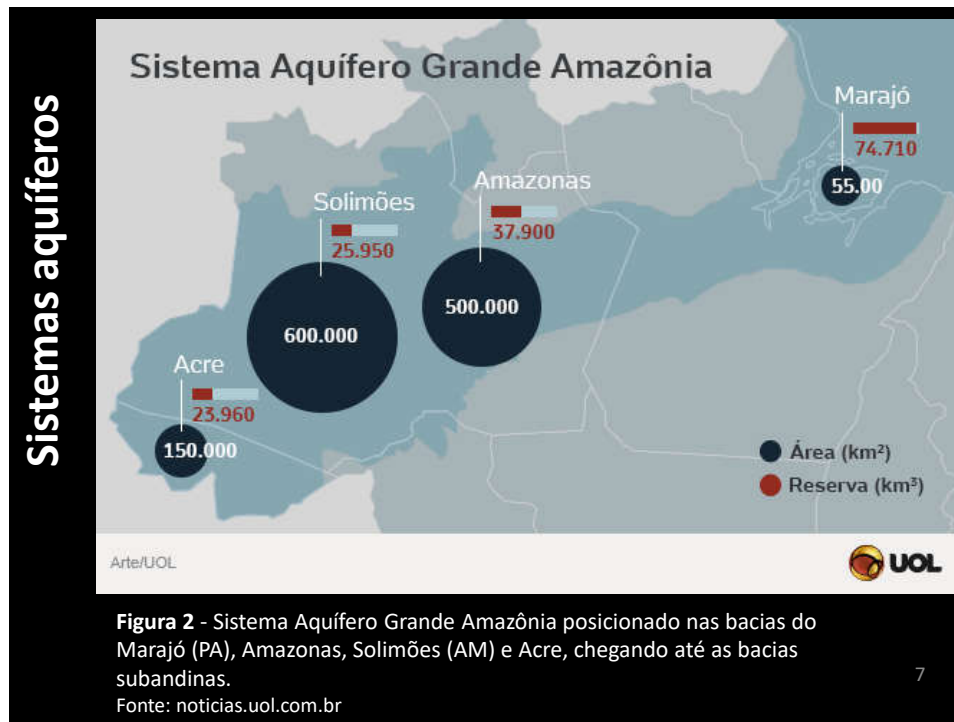 Sistemas aquíferos
Sistema Aquífero Grande Amazônia
Marajó
74.710
55.00
Amazonas
37.900
500.000
Solimões
25.950
600.000
Acre
23.960
150.000
Área (km²)
Reserva (km³)
Arte/UOL
UOL
Figura 2 - Sistema Aquífero Grande Amazônia posicionado nas bacias do
Marajó (PA), Amazonas, Solimões (AM) e Acre, chegando até as bacias
subandinas.
Fonte: noticias.uol.com.br
7